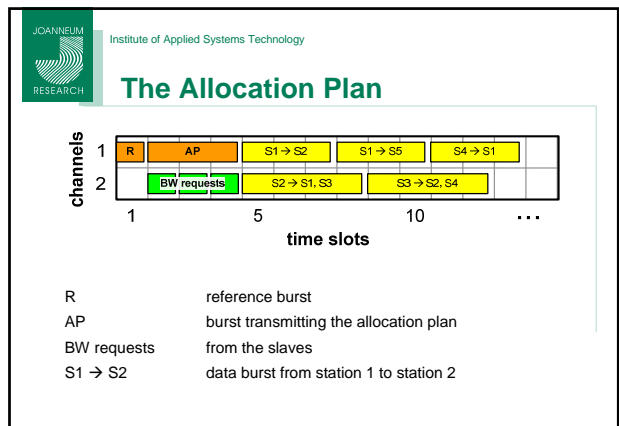 JOANNEUM
RESEARCH
Institute of Applied Systems Technology
The Allocation Plan
channels
1 R AP S1 → S2 S1 → S5 S4 → S1
2 BW requests S2 → S1, S3 S3 → S2, S4
1 5 10 ...
time slots
R reference burst
AP burst transmitting the allocation plan
BW requests from the slaves
S1 → S2 data burst from station 1 to station 2